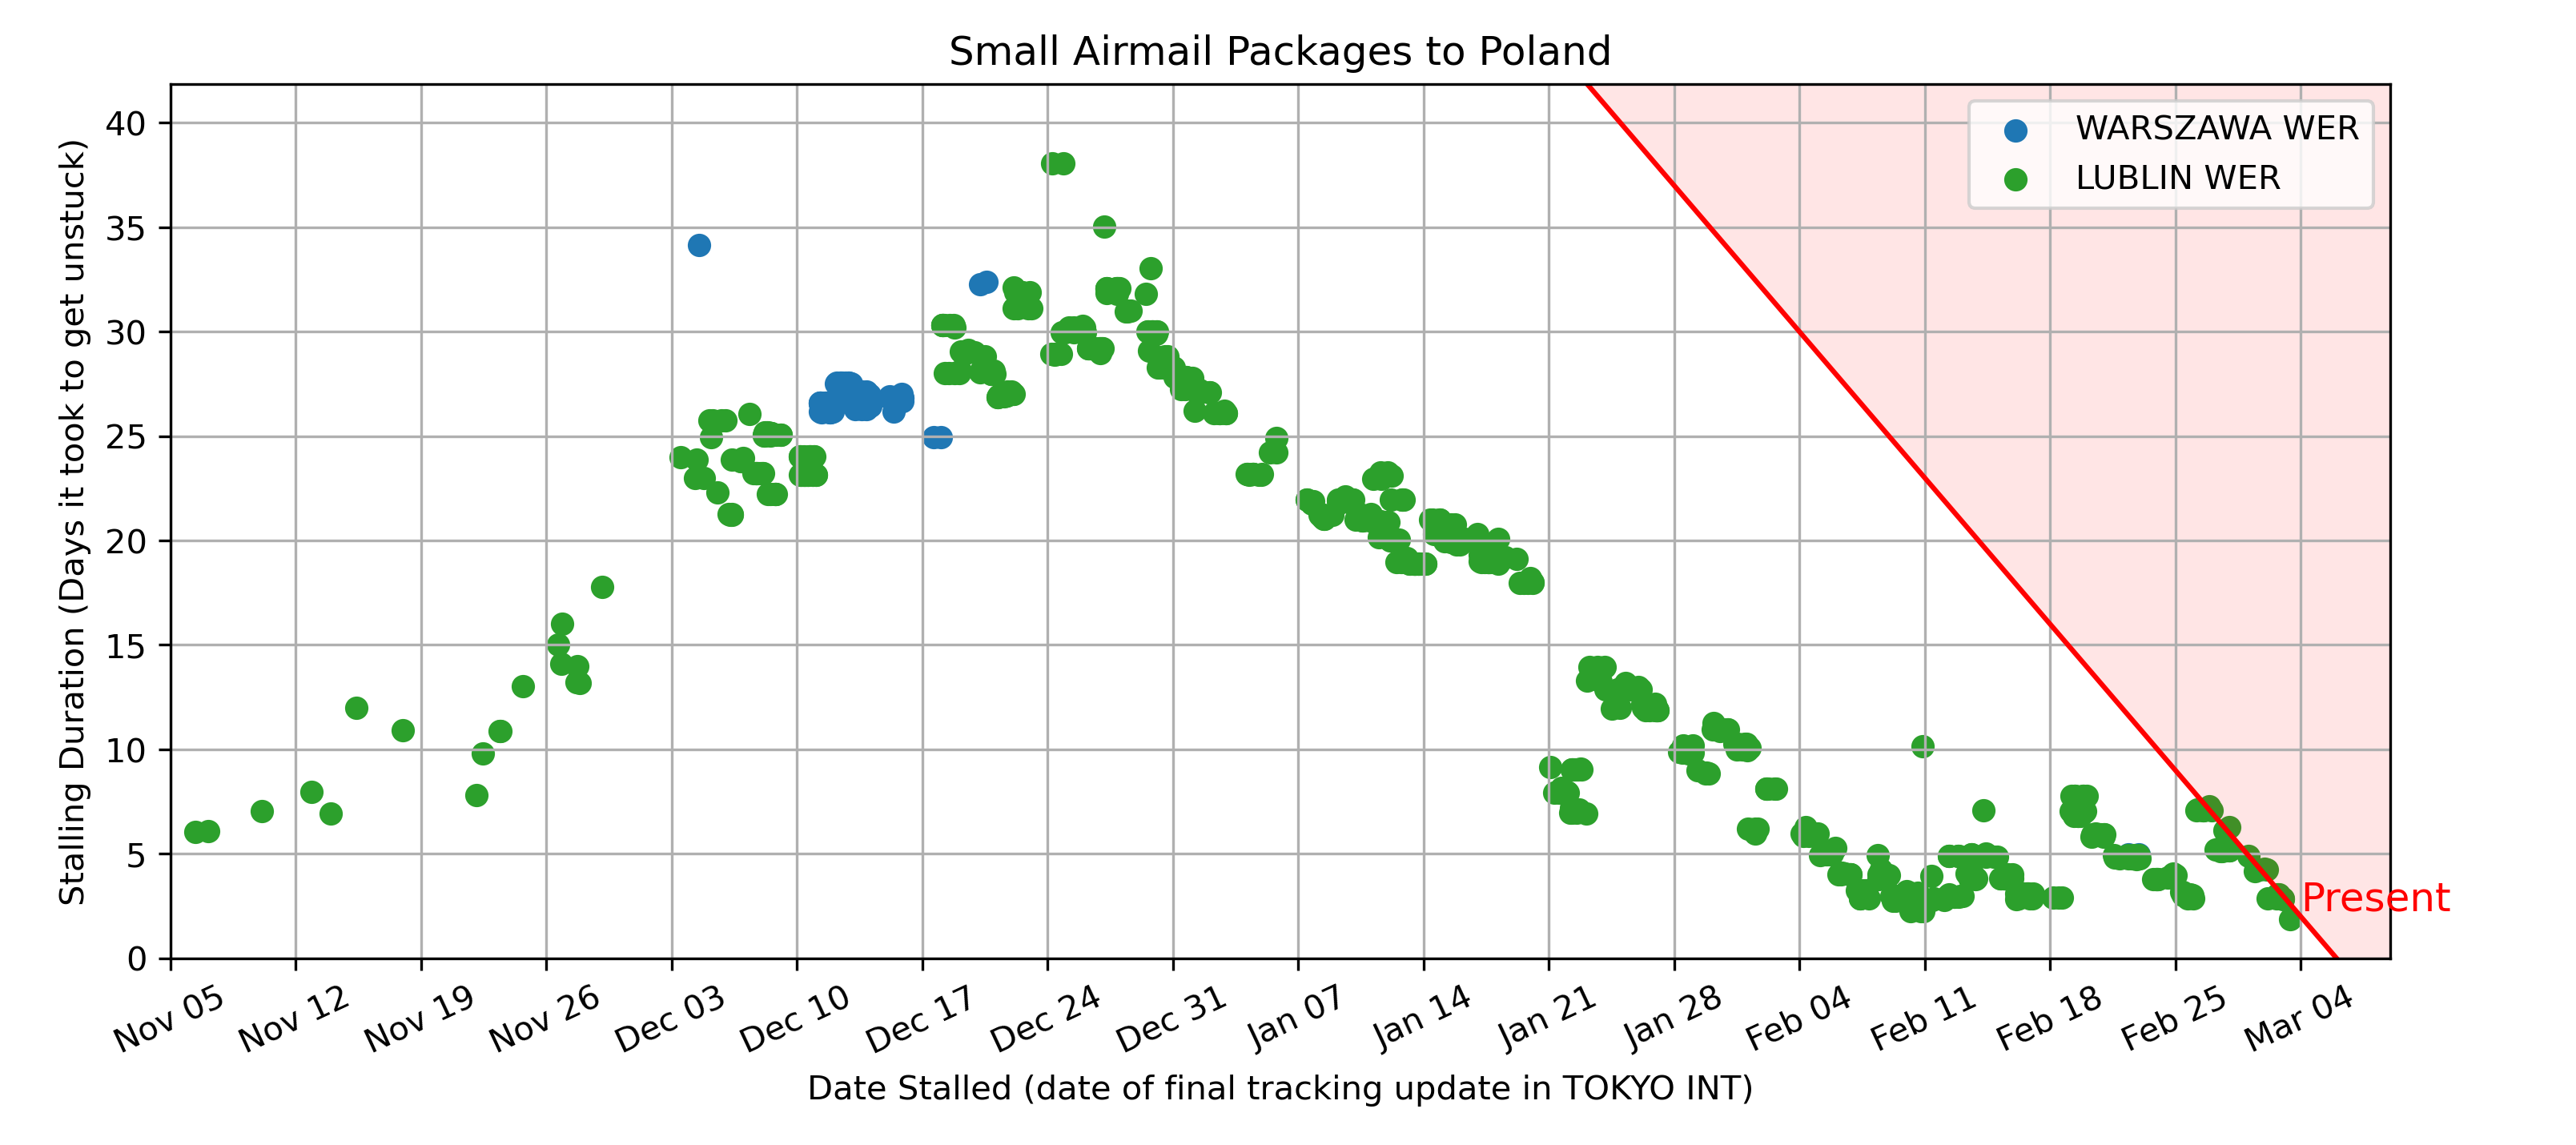 Small Airmail Packages to Poland
WARSZAWA WER
LUBLIN WER
Stalling Duration (Days it took to get unstuck)
40
35
30
25
20
15
10
5
0
Present
Nov 05
Nov 12
Nov 19
Nov 26
Dec 03
Dec 10
Dec 17
Dec 24
Dec 31
Jan 07
Jan 14
Jan 21
Jan 28
Feb 04
Feb 11
Feb 18
Feb 25
Mar 04
Date Stalled (date of final tracking update in TOKYO INT)